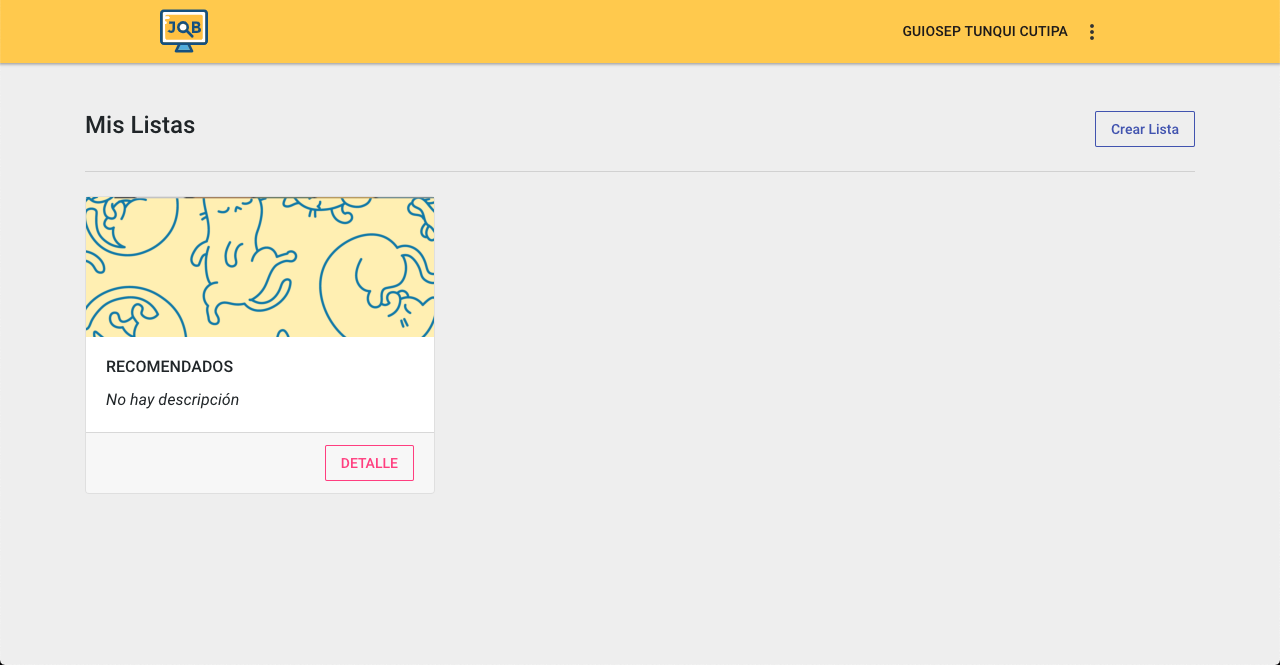 JOB
GUIOSEP TUNQUI CUTIPA
Mis Listas
Crear Lista
RECOMENDADOS
No hay descripción
DETALLE